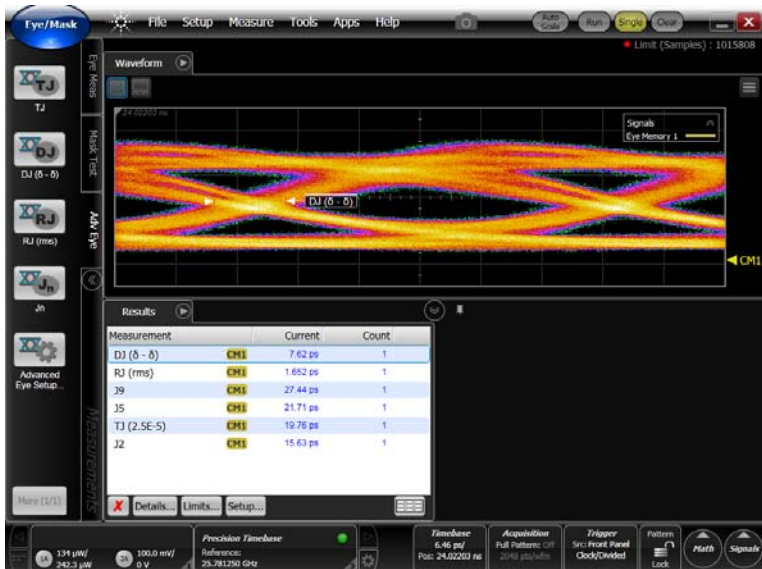 Eye/Mask
File Setup Measure Tools Apps Help
Auto Scale
Run
Single
Clear
Limit (Samples) : 1015808
TJ
DJ (δ - δ)
RJ (rms)
Jn
Advanced Eye Setup...
More (1/1)
Eye Meas
Mask Test
Adv Eye
Measurements
Waveform
24.02203 ns
Signals
Eye Memory 1
DJ (δ - δ)
CM1
Results
Measurement Current Count
DJ (δ - δ) CM1 7.62 ps 1
RJ (rms) CM1 1.652 ps 1
J9 CM1 27.44 ps 1
J5 CM1 21.71 ps 1
TJ (2.5E-5) CM1 19.76 ps 1
J2 CM1 15.63 ps 1
Details... Limits... Setup...
1A 134 µW/
242.3 µW
2A 100.0 mV/
0 V
Precision Timebase
Reference:
25.781250 GHz
Timebase
6.46 ps/
Pos: 24.02203 ns
Acquisition
Full Pattern: Off
2048 pts/wfm
Trigger
Src: Front Panel
Clock/Divided
Pattern
Lock
Math
Signals